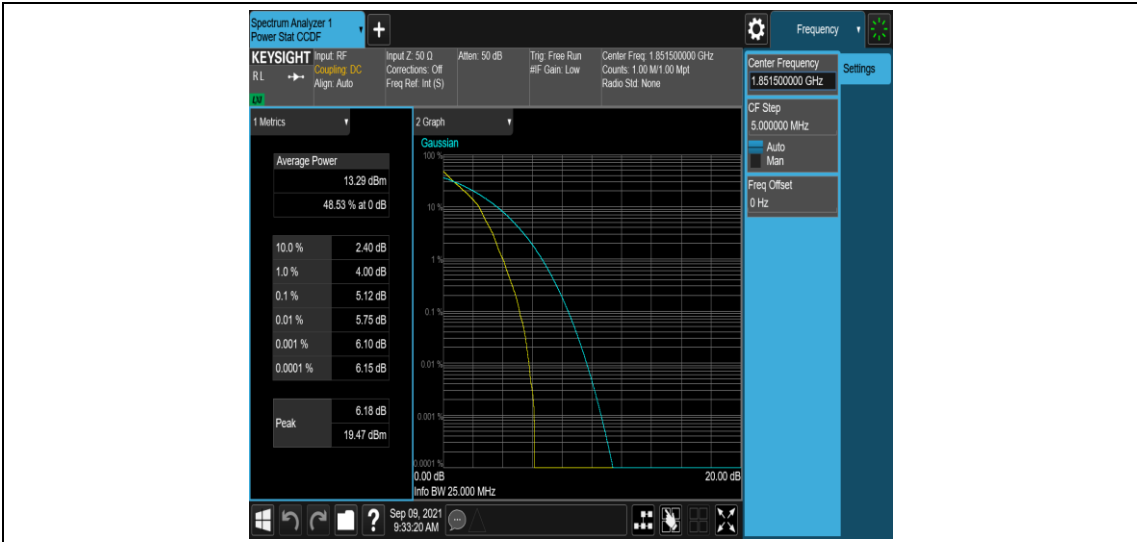 Spectrum Analyzer 1
Power Stat CCDF
+
Frequency
KEYSIGHT
RL
LXI
Input: RF
Coupling: DC
Align: Auto
Input Z: 50 Ω
Corrections: Off
Freq Ref: Int (S)
Atten: 50 dB
Trig: Free Run
#IF Gain: Low
Center Freq: 1.851500000 GHz
Counts: 1.00 M/1.00 Mpt
Radio Std: None
Center Frequency
1.851500000 GHz
Settings
CF Step
5.000000 MHz
Auto
Man
Freq Offset
0 Hz
1 Metrics
Average Power
13.29 dBm
48.53 % at 0 dB
10.0 % 2.40 dB
1.0 % 4.00 dB
0.1 % 5.12 dB
0.01 % 5.75 dB
0.001 % 6.10 dB
0.0001 % 6.15 dB
Peak
6.18 dB
19.47 dBm
2 Graph
Gaussian
100 %
10 %
1 %
0.1 %
0.01 %
0.001 %
0.0001 %
0.00 dB 20.00 dB
Info BW 25.000 MHz
?
Sep 09, 2021
9:33:20 AM